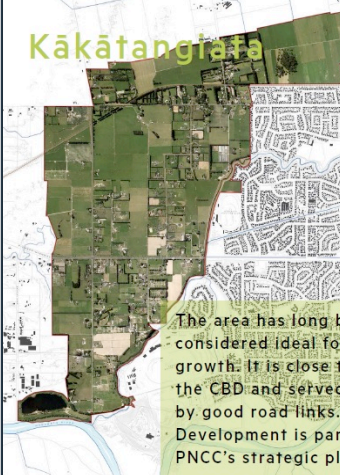 Kākātangiata
The area has long b
considered ideal fo
growth. It is close t
the CBD and served
by good road links.
Development is par
PNCC's strategic pl